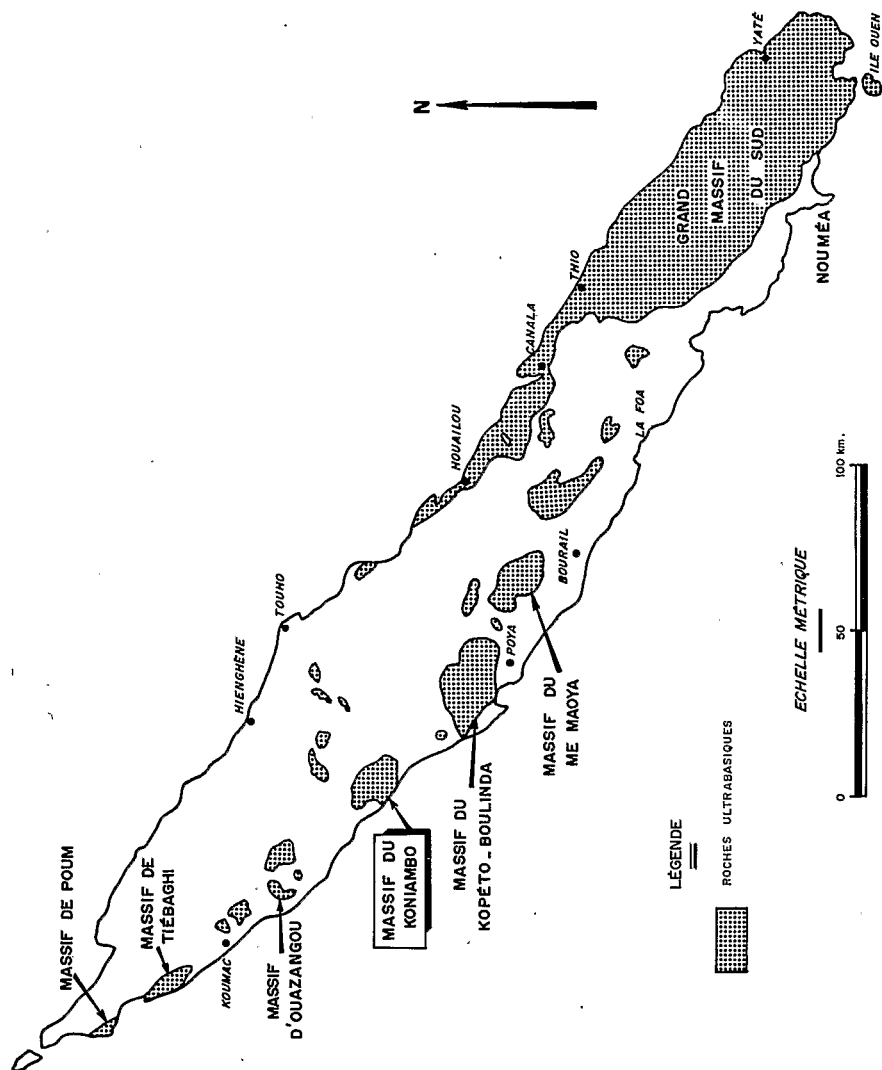 MASSIF DE POUM
MASSIF DE
TIÉBAGHI
KOUMAC
MASSIF
D'OUAZANGOU
MASSIF DU
KONIAMBO
MASSIF DU
KOPÉTO_BOULINDA
MASSIF DU
ME MAOYA
HIENGHÈNE
TOUHO
POYA
BOURAIL
HOUAILOU
CANALA
THIO
LA FOA
N
GRAND
MASSIF
DU SUD
YATÉ
NOUMÉA
ILE OUEN
LÉGENDE
ROCHES ULTRABASIQUES
ECHELLE MÉTRIQUE
0 50 100 km.